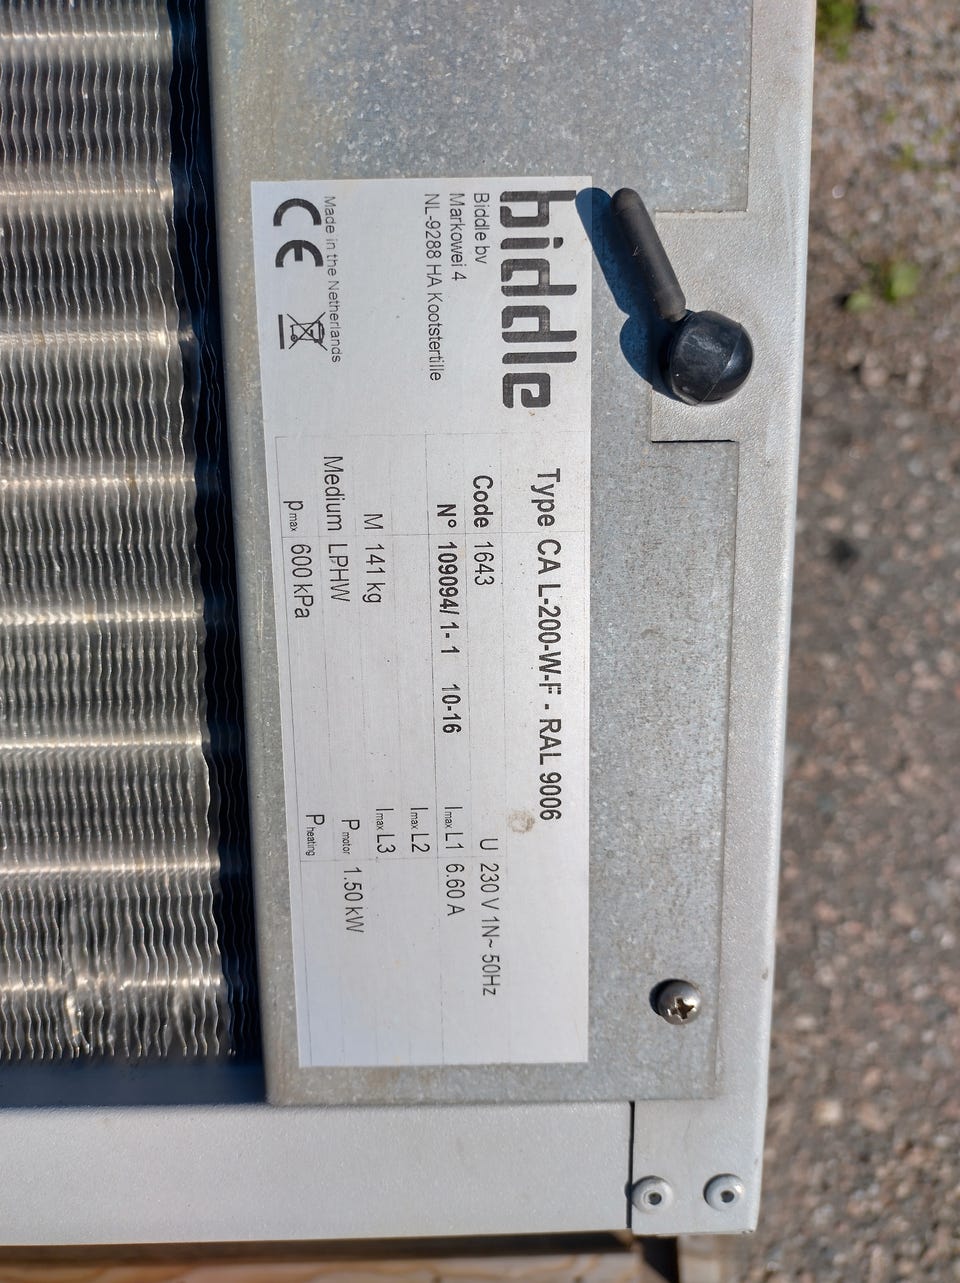 biddle
Biddle bv
Markowei 4
NL-9288 HA Kootstertille
Made in the Netherlands
CE
Type CA L-200-W-F - RAL 9006
Code 1643
N° 109094/1-1 10-16
M 141 kg
Medium LPHW
pmax 600 kPa
U 230 V 1N~ 50Hz
Imax L1 6.60 A
Imax L2
Imax L3
Pmotor 1.50 kW
Pheating